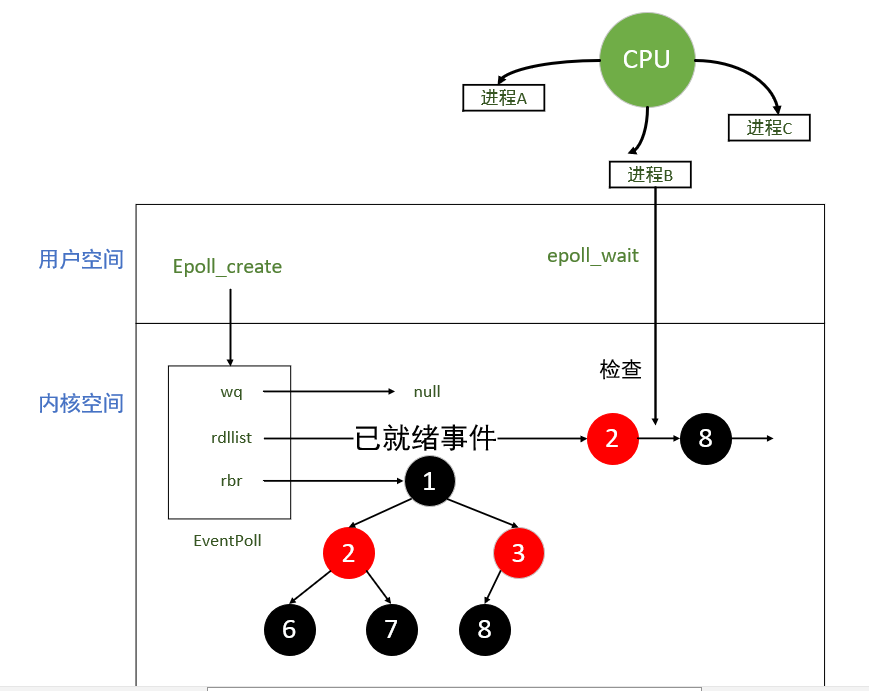 CPU
进程A
进程C
进程B
用户空间
Epoll_create
epoll_wait
内核空间
检查
wq
null
rdllist
已就绪事件
2
8
rbr
1
EventPoll
2
3
6
7
8